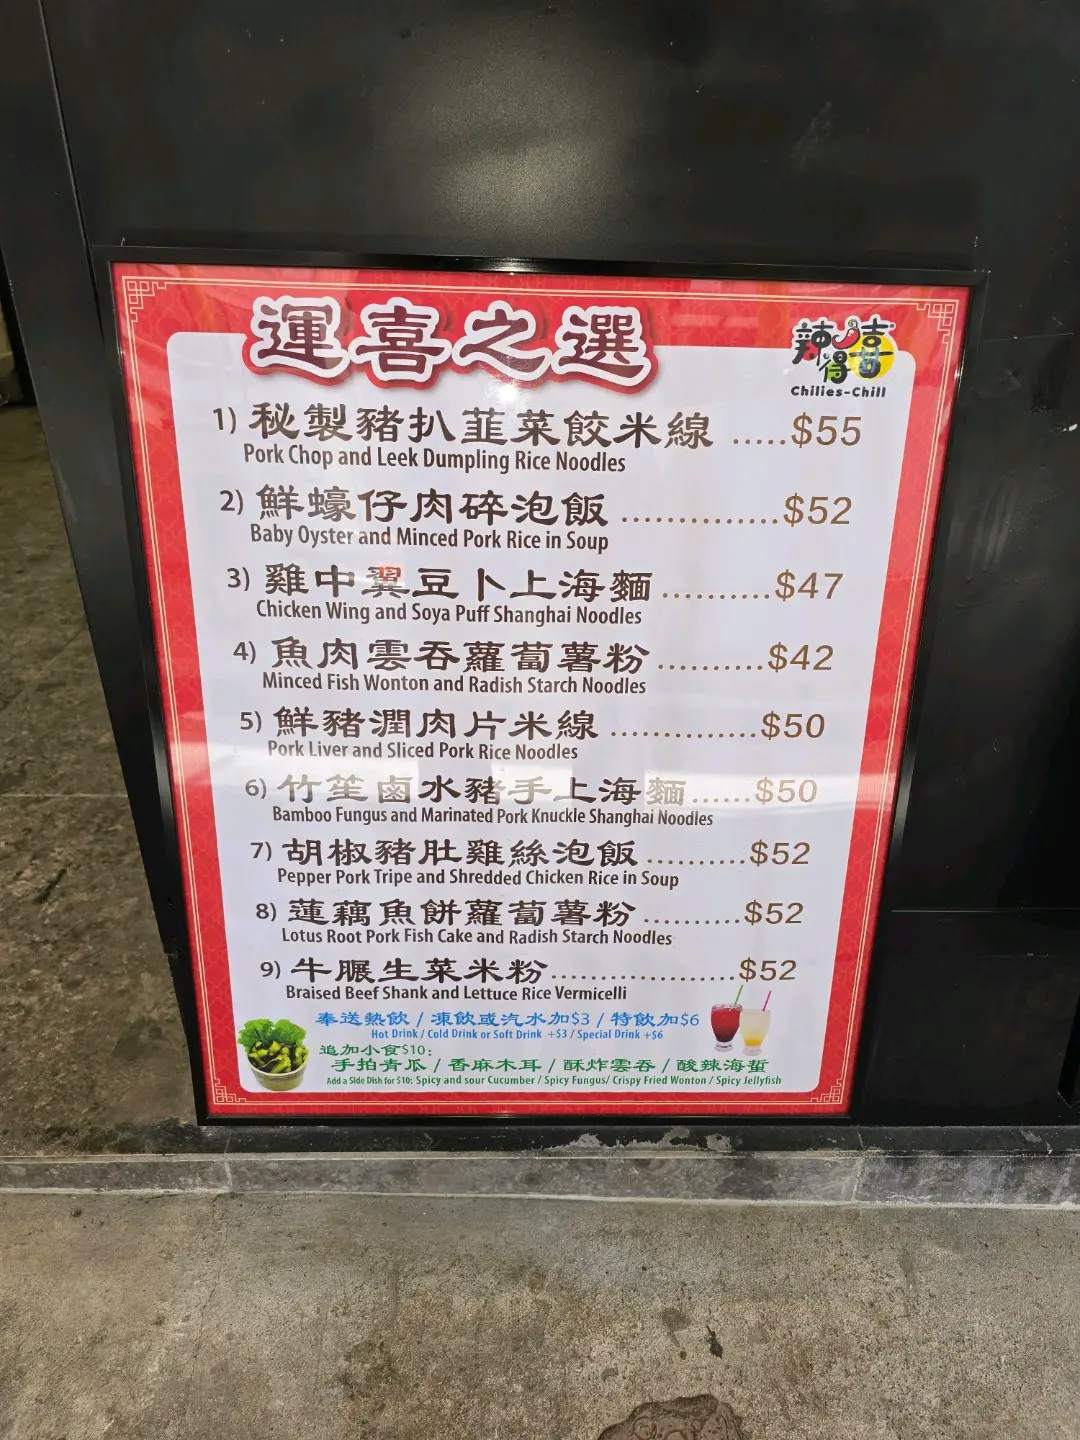 運喜之選
辣得喜
Chilies-Chill
1) 秘製豬扒韮菜餃米線 .....$55
Pork Chop and Leek Dumpling Rice Noodles
2) 鮮蠔仔肉碎泡飯 ..............$52
Baby Oyster and Minced Pork Rice in Soup
3) 雞中翼豆卜上海麵 ..........$47
Chicken Wing and Soya Puff Shanghai Noodles
4) 魚肉雲吞蘿蔔薯粉 ..........$42
Minced Fish Wonton and Radish Starch Noodles
5) 鮮豬潤肉片米線 ..............$50
Pork Liver and Sliced Pork Rice Noodles
6) 竹笙鹵水豬手上海麵......$50
Bamboo Fungus and Marinated Pork Knuckle Shanghai Noodles
7) 胡椒豬肚雞絲泡飯 ..........$52
Pepper Pork Tripe and Shredded Chicken Rice in Soup
8) 蓮藕魚餅蘿蔔薯粉 ..........$52
Lotus Root Pork Fish Cake and Radish Starch Noodles
9) 牛𦟌生菜米粉...................$52
Braised Beef Shank and Lettuce Rice Vermicelli
奉送熱飲 / 凍飲或汽水加$3 / 特飲加$6
Hot Drink / Cold Drink or Soft Drink +$3 / Special Drink +$6
追加小食$10:
手拍青瓜 / 香麻木耳 / 酥炸雲吞 / 酸辣海蜇
Add a Side Dish for $10: Spicy and sour Cucumber / Spicy Fungus/ Crispy Fried Wonton / Spicy Jellyfish